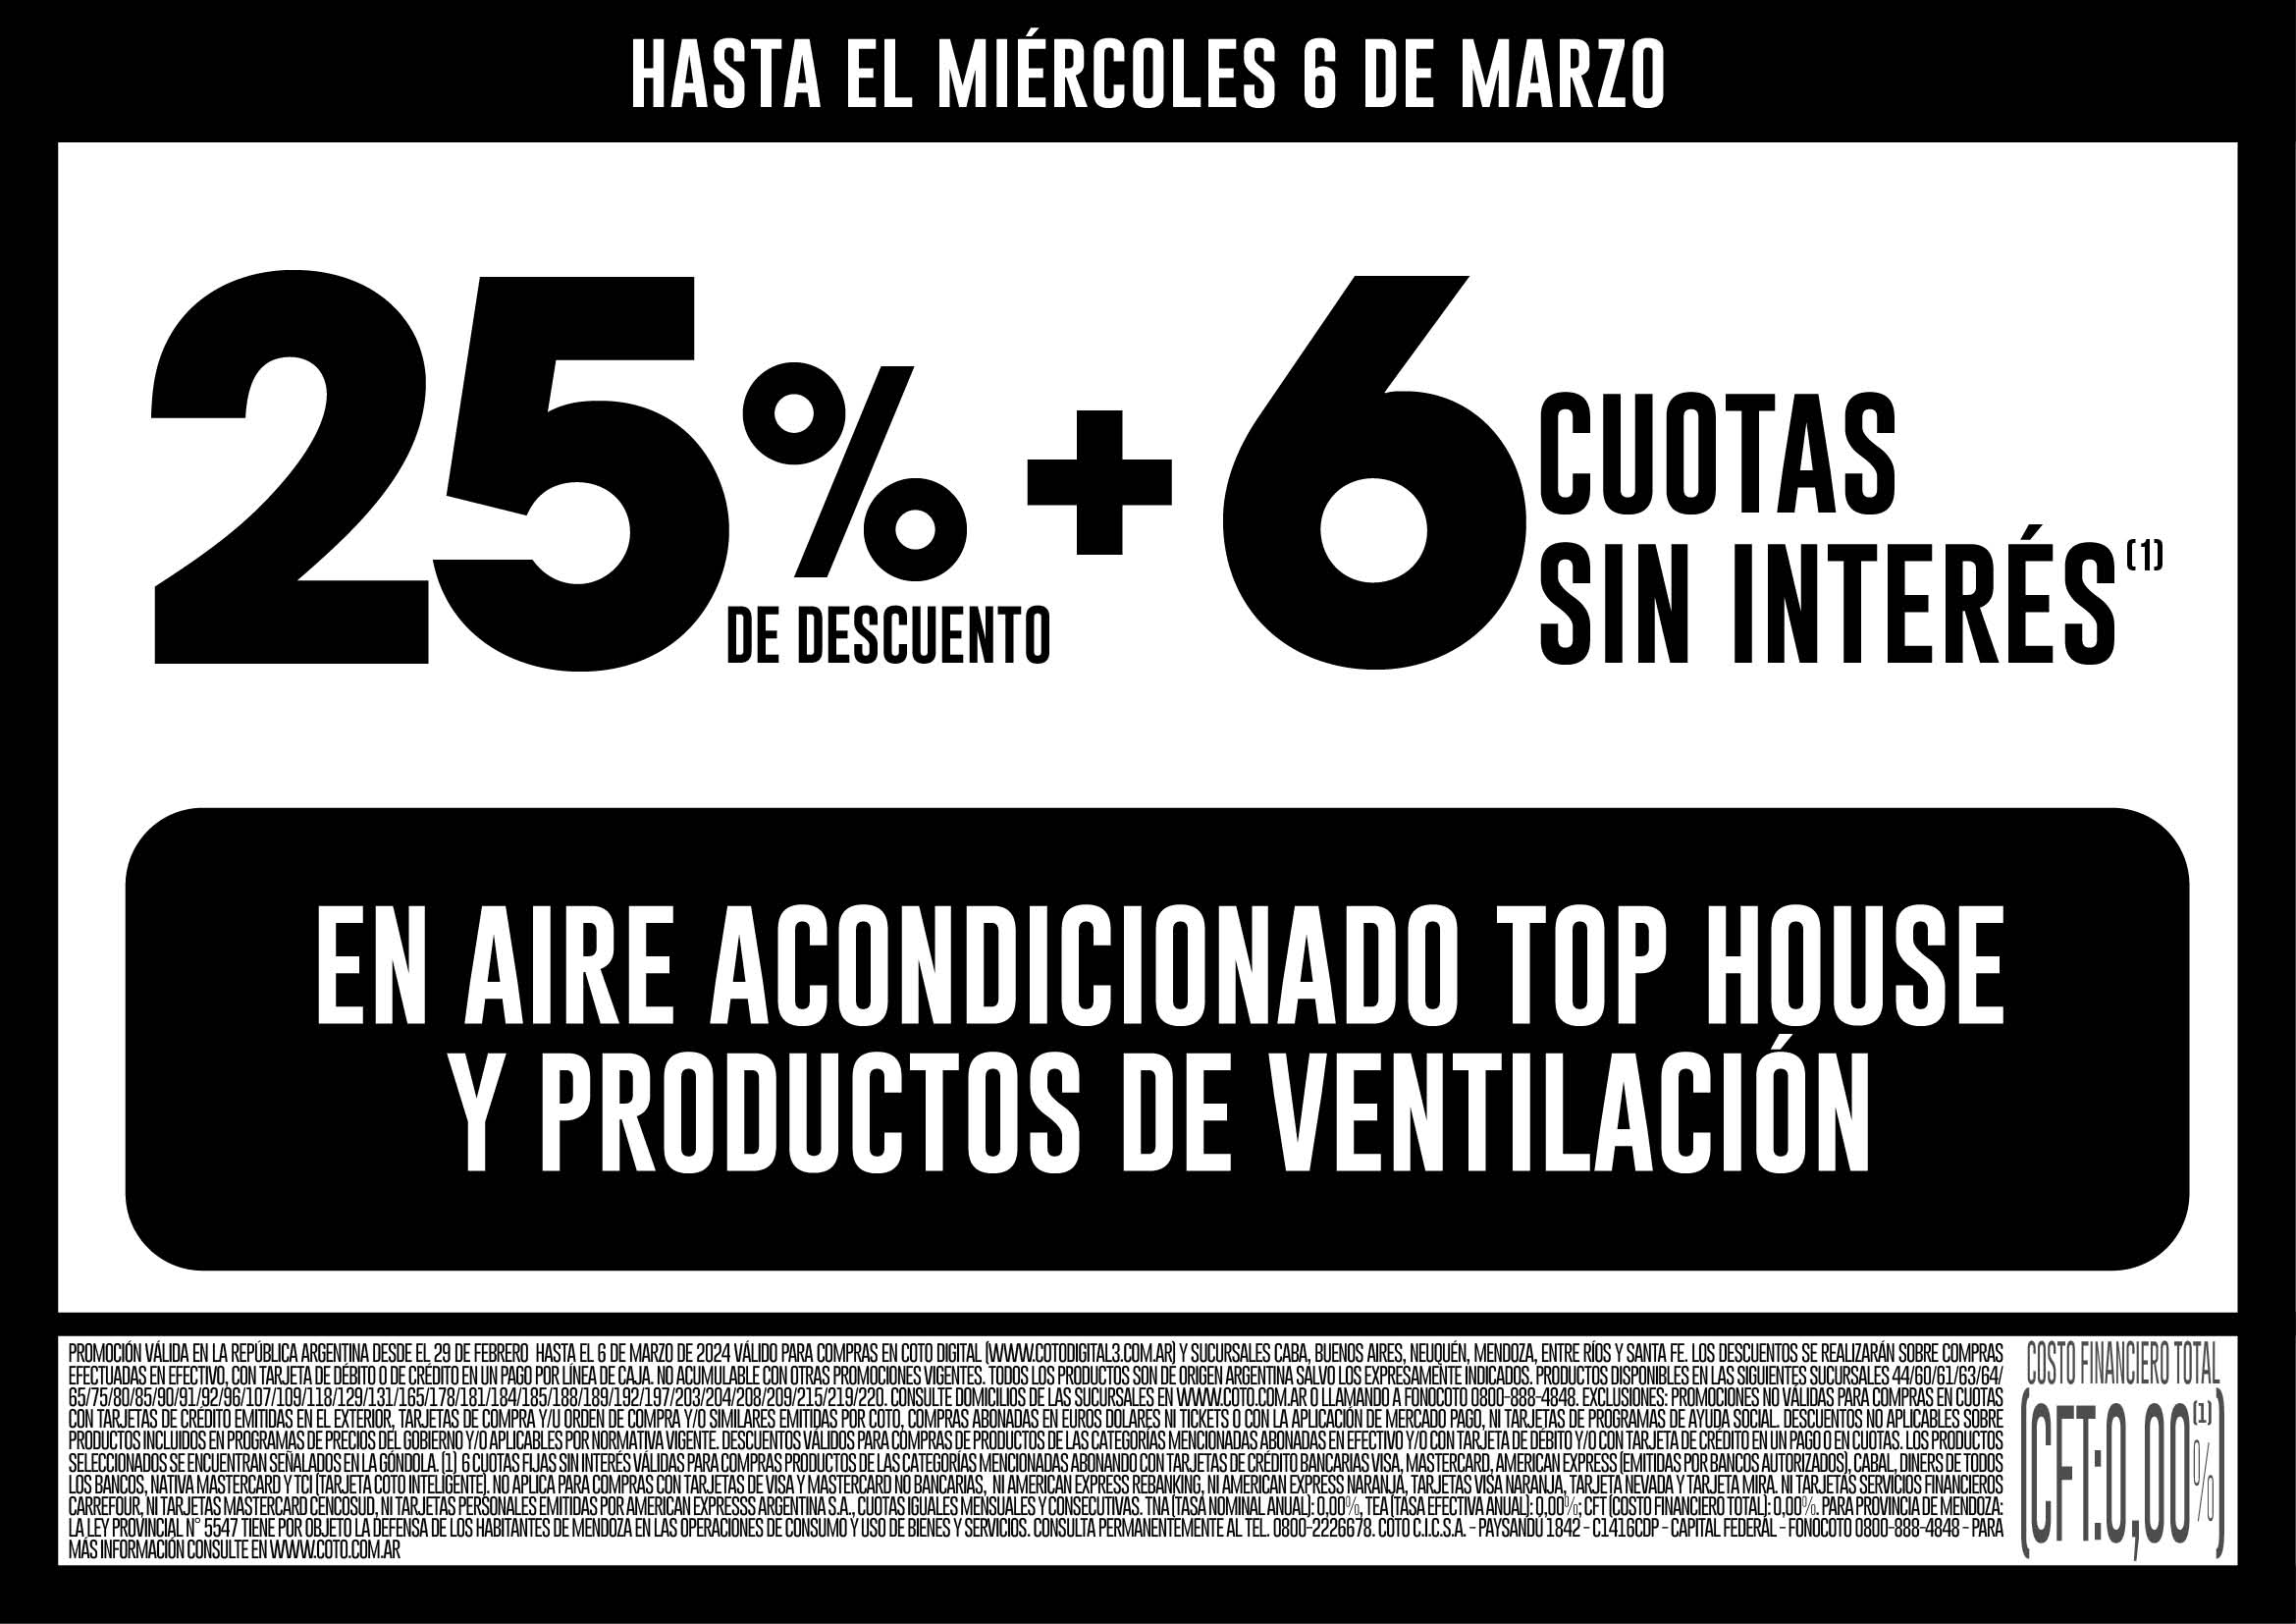 HASTA EL MIÉRCOLES 6 DE MARZO
25% + 6 CUOTAS
SIN INTERÉS (1)
DE DESCUENTO
EN AIRE ACONDICIONADO TOP HOUSE
Y PRODUCTOS DE VENTILACIÓN
PROMOCIÓN VÁLIDA EN LA REPÚBLICA ARGENTINA DESDE EL 29 DE FEBRERO HASTA EL 6 DE MARZO DE 2024 VÁLIDO PARA COMPRAS EN COTO DIGITAL (WWW.COTODIGITAL3.COM.AR) Y SUCURSALES CABA, BUENOS AIRES, NEUQUÉN, MENDOZA, ENTRE RÍOS Y SANTA FE. LOS DESCUENTOS SE REALIZARÁN SOBRE COMPRAS
EFECTUADAS EN EFECTIVO, CON TARJETA DE DÉBITO O DE CRÉDITO EN UN PAGO POR LÍNEA DE CAJA. NO ACUMULABLE CON OTRAS PROMOCIONES VIGENTES. TODOS LOS PRODUCTOS SON DE ORIGEN ARGENTINA SALVO LOS EXPRESAMENTE INDICADOS. PRODUCTOS DISPONIBLES EN LAS SIGUIENTES SUCURSALES 44/60/61/63/64/
65/75/80/85/90/91/92/96/107/109/118/129/131/165/178/181/184/185/188/189/192/197/203/204/208/209/215/219/220. CONSULTE DOMICILIOS DE LAS SUCURSALES EN WWW.COTO.COM.AR O LLAMANDO A FONOCOTO 0800-888-4848. EXCLUSIONES: PROMOCIONES NO VÁLIDAS PARA COMPRAS EN CUOTAS
CON TARJETAS DE CRÉDITO EMITIDAS EN EL EXTERIOR, TARJETAS DE COMPRA Y/U ORDEN DE COMPRA Y/O SIMILARES EMITIDAS POR COTO, COMPRAS ABONADAS EN EUROS DOLARES NI TICKETS O CON LA APLICACIÓN DE MERCADO PAGO, NI TARJETAS DE PROGRAMAS DE AYUDA SOCIAL. DESCUENTOS NO APLICABLES SOBRE
PRODUCTOS INCLUIDOS EN PROGRAMAS DE PRECIOS DEL GOBIERNO Y/O APLICABLES POR NORMATIVA VIGENTE. DESCUENTOS VÁLIDOS PARA COMPRAS DE PRODUCTOS DE LAS CATEGORÍAS MENCIONADAS ABONADAS EN EFECTIVO Y/O CON TARJETA DE DÉBITO Y/O CON TARJETA DE CRÉDITO EN UN PAGO O EN CUOTAS. LOS PRODUCTOS
SELECCIONADOS SE ENCUENTRAN SEÑALADOS EN LA GÓNDOLA. (1) 6 CUOTAS FIJAS SIN INTERÉS VÁLIDAS PARA COMPRAS PRODUCTOS DE LAS CATEGORÍAS MENCIONADAS ABONANDO CON TARJETAS DE CRÉDITO BANCARIAS VISA, MASTERCARD, AMERICAN EXPRESS (EMITIDAS POR BANCOS AUTORIZADOS), CABAL, DINERS DE TODOS
LOS BANCOS, NATIVA MASTERCARD Y TCI (TARJETA COTO INTELIGENTE). NO APLICA PARA COMPRAS CON TARJETAS DE VISA Y MASTERCARD NO BANCARIAS, NI AMERICAN EXPRESS REBANKING, NI AMERICAN EXPRESS NARANJA, TARJETAS VISA NARANJA, TARJETA NEVADA Y TARJETA MIRA. NI TARJETAS SERVICIOS FINANCIEROS
CARREFOUR, NI TARJETAS MASTERCARD CENCOSUD, NI TARJETAS PERSONALES EMITIDAS POR AMERICAN EXPRESSS ARGENTINA S.A., CUOTAS IGUALES MENSUALES Y CONSECUTIVAS. TNA (TASA NOMINAL ANUAL): 0,00%, TEA (TASA EFECTIVA ANUAL): 0,00%; CFT (COSTO FINANCIERO TOTAL): 0,00%. PARA PROVINCIA DE MENDOZA:
LA LEY PROVINCIAL N° 5547 TIENE POR OBJETO LA DEFENSA DE LOS HABITANTES DE MENDOZA EN LAS OPERACIONES DE CONSUMO Y USO DE BIENES Y SERVICIOS. CONSULTA PERMANENTEMENTE AL TEL. 0800-2226678. COTO C.I.C.S.A. - PAYSANDÚ 1842 - C1416CDP - CAPITAL FEDERAL - FONOCOTO 0800-888-4848 - PARA
MÁS INFORMACIÓN CONSULTE EN WWW.COTO.COM.AR
COSTO FINANCIERO TOTAL
(CFT:0,00%(1))